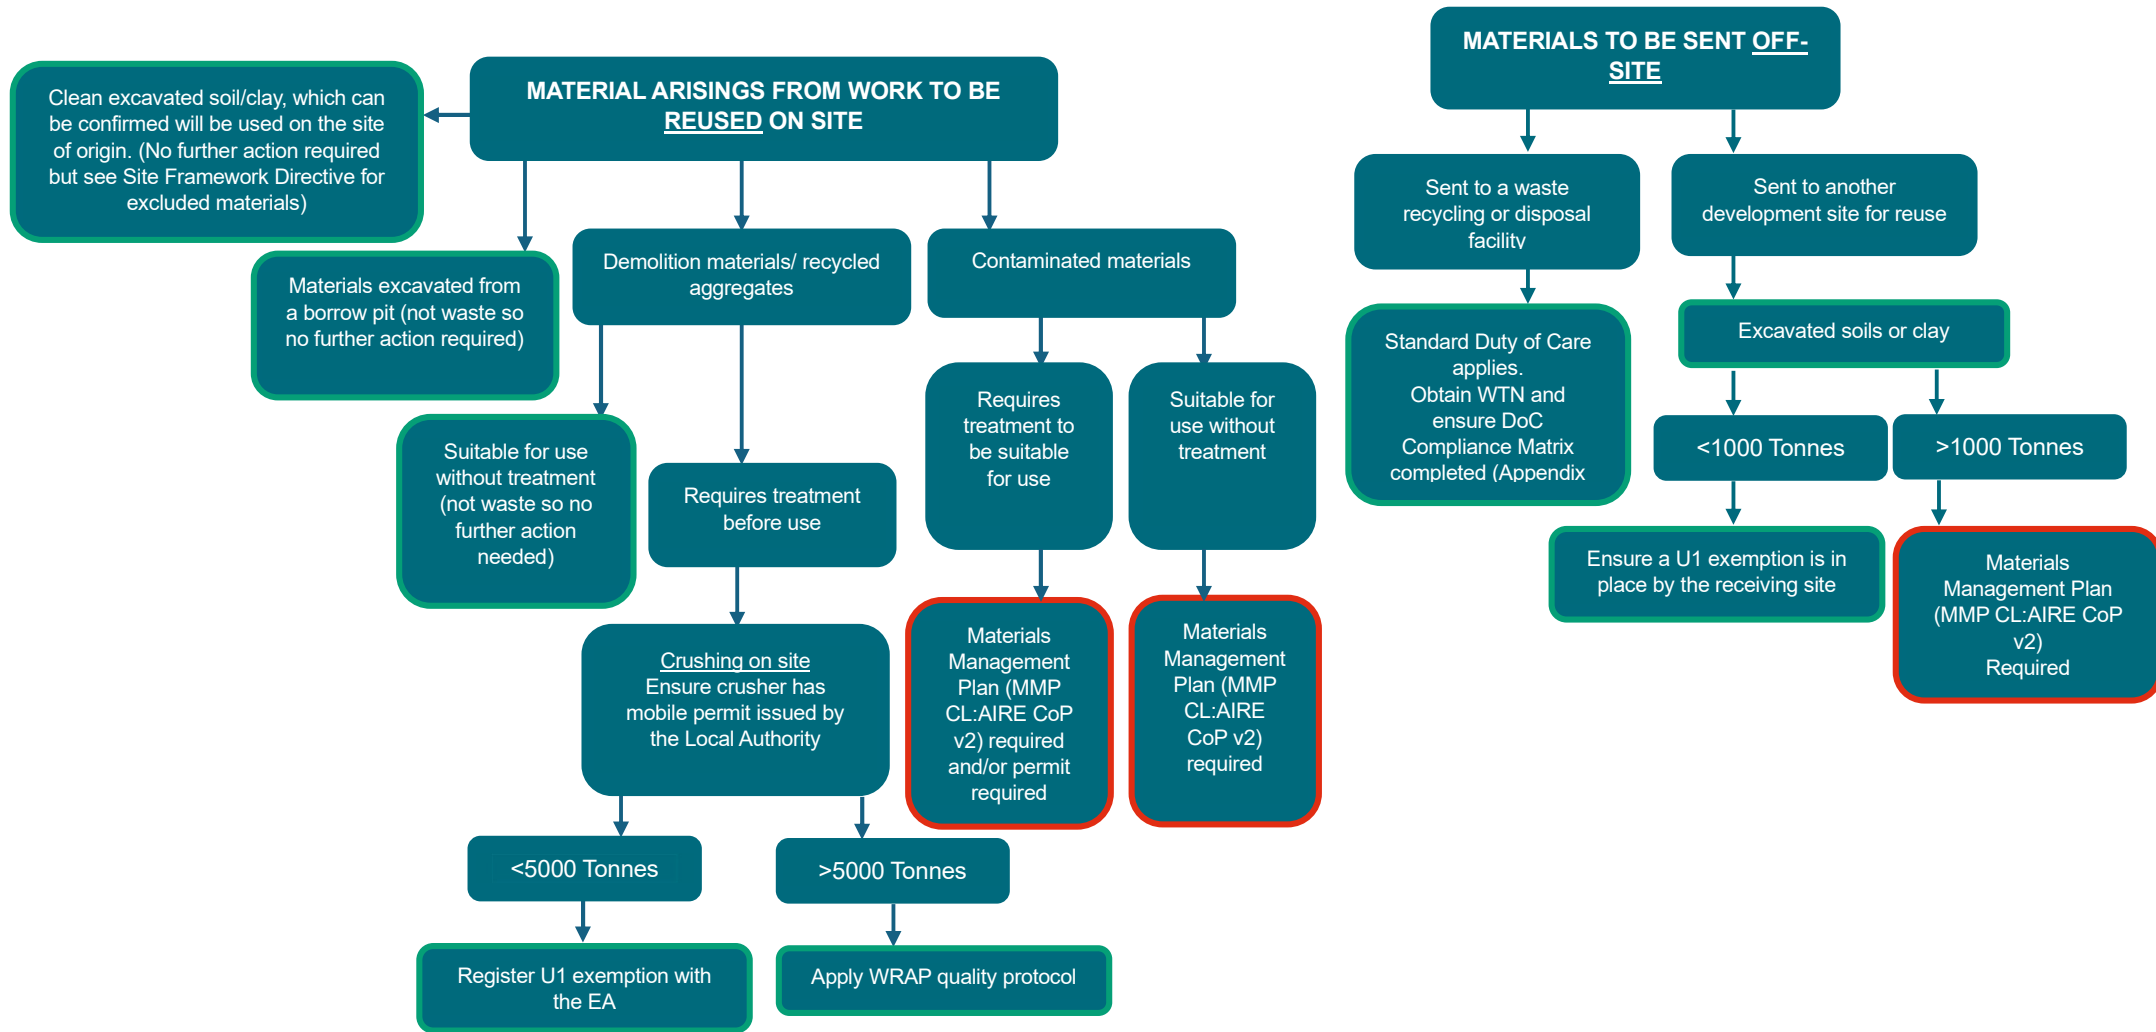 MATERIAL ARISINGS FROM WORK TO BE
REUSED ON SITE
Clean excavated soil/clay, which can
be confirmed will be used on the site
of origin. (No further action required
but see Site Framework Directive for
excluded materials)
Materials excavated from
a borrow pit (not waste so
no further action required)
Demolition materials/ recycled
aggregates
Suitable for use
without treatment
(not waste so no
further action
needed)
Requires treatment
before use
Crushing on site
Ensure crusher has
mobile permit issued by
the Local Authority
<5000 Tonnes
Register U1 exemption with
the EA
>5000 Tonnes
Apply WRAP quality protocol
Contaminated materials
Requires
treatment to
be suitable
for use
Materials
Management
Plan (MMP
CL:AIRE CoP
v2) required
and/or permit
required
Suitable for
use without
treatment
Materials
Management
Plan (MMP
CL:AIRE
CoP v2)
required
MATERIALS TO BE SENT OFF-
SITE
Sent to a waste
recycling or disposal
facility
Standard Duty of Care
applies.
Obtain WTN and
ensure DoC
Compliance Matrix
completed (Appendix
Sent to another
development site for reuse
Excavated soils or clay
<1000 Tonnes
Ensure a U1 exemption is in
place by the receiving site
>1000 Tonnes
Materials
Management Plan
(MMP CL:AIRE CoP
v2)
Required